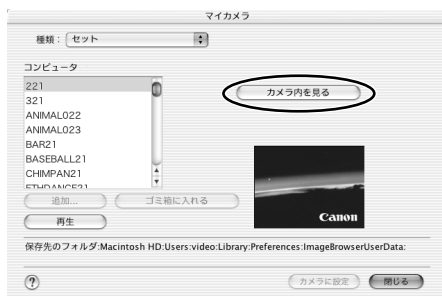 マイカメラ
種類： セット
コンピュータ
221
321
ANIMAL022
ANIMAL023
BAR21
BASEBALL21
CHIMPAN21
ETHDANCE21
カメラ内を見る
追加... ゴミ箱に入れる
再生
Canon
保存先のフォルダ:Macintosh HD:Users:video:Library:Preferences:ImageBrowserUserData:
?
カメラに設定 閉じる